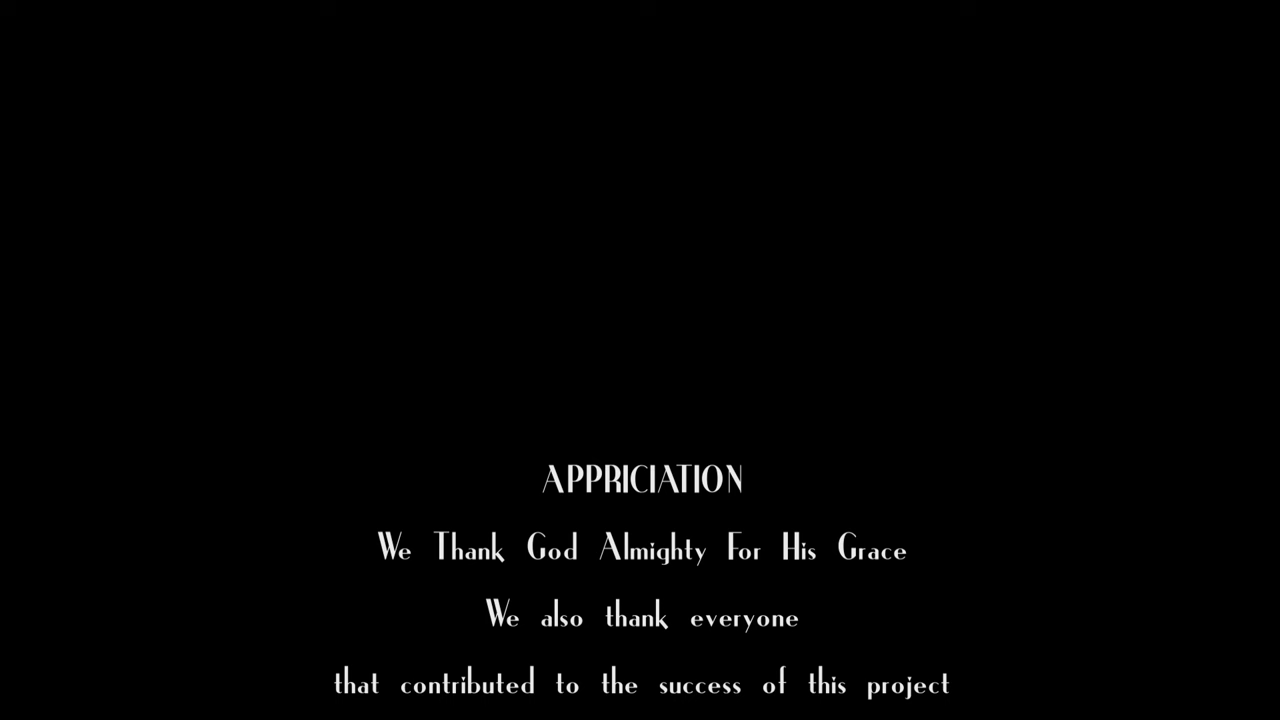 APPRICIATION
We Thank God Almighty For His Grace
We also thank everyone
that contributed to the success of this project